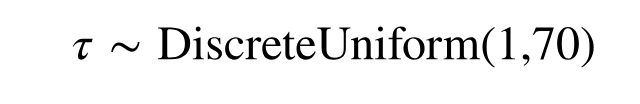 τ ∼ DiscreteUniform(1,70)